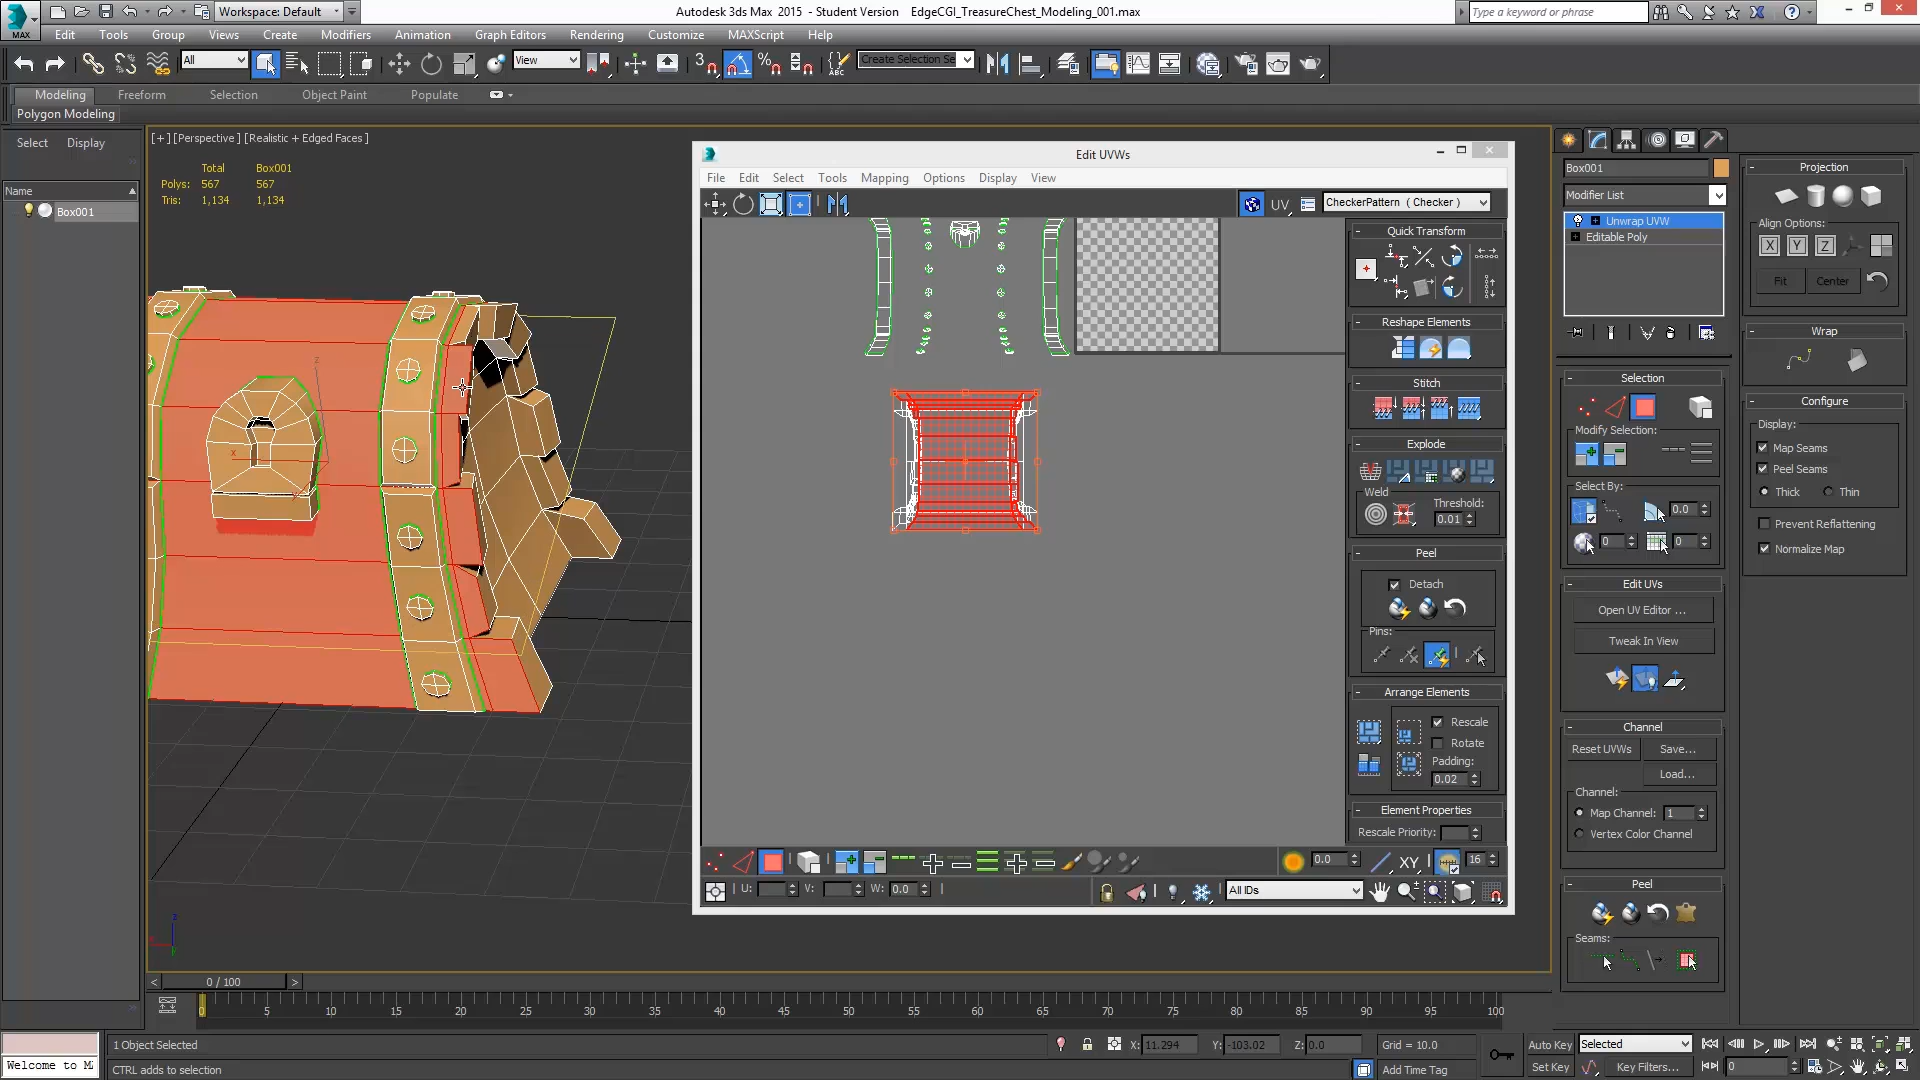 Workspace: Default
Autodesk 3ds Max 2015 - Student Version EdgeCGI_TreasureChest_Modeling_001.max
Type a keyword or phrase
MAX
Edit Tools Group Views Create Modifiers Animation Graph Editors Rendering Customize MAXScript Help
All
View
3
Create Selection Se
ABC
Modeling Freeform Selection Object Paint Populate
Polygon Modeling
Select Display
[+] [Perspective] [Realistic + Edged Faces]
Name
Box001
Total Box001
Polys: 567 567
Tris: 1,134 1,134
Edit UVWs
File Edit Select Tools Mapping Options Display View
UV
CheckerPattern ( Checker )
Quick Transform
Reshape Elements
Stitch
Explode
Weld
Threshold:
0.01
Peel
Detach
Pins:
Arrange Elements
Rescale
Rotate
Padding:
0.02
Element Properties
Rescale Priority:
0.0
XY
16
U: V: W: 0.0
All IDs
Box001
Modifier List
Unwrap UVW
Editable Poly
Selection
Modify Selection:
Select By:
0.0
0
0
Edit UVs
Open UV Editor ...
Tweak In View
Channel
Reset UVWs Save...
Load...
Channel:
Map Channel: 1
Vertex Color Channel
Peel
Seams:
Projection
Align Options:
X Y Z
Fit Center
Wrap
Configure
Display:
Map Seams
Peel Seams
Thick Thin
Prevent Reflattening
Normalize Map
0 / 100
0 5 10 15 20 25 30 35 40 45 50 55 60 65 70 75 80 85 90 95 100
1 Object Selected
X: 11.294 Y: -103.02 Z: 0.0 Grid = 10.0
Auto Key Selected
Welcome to M
CTRL adds to selection
Add Time Tag
Set Key Key Filters...
0